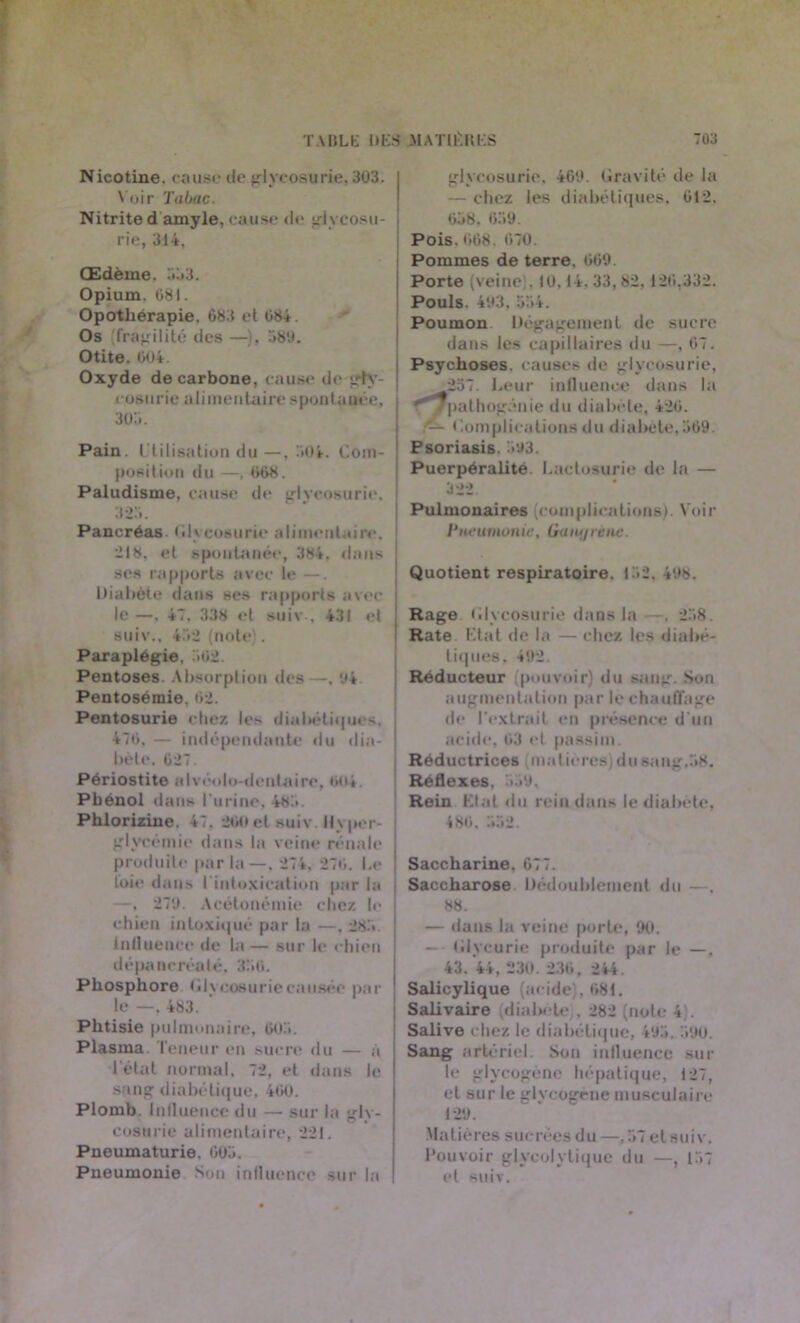 TABLE DES MATIÈRES 703
Nicotine, cause de glycosurie, 303.
Voir Tabac.
Nitrite d'amyle, cause de glycosu-
rie, 314,
Œdème, 553.
Opium, 681.
Opothérapie, 683 et 684.
Os (fragilité des —), 589.
Otite, 604.
Oxyde de carbone, cause de gly-
cosurie alimentaire spontanée,
305.
Pain. Utilisation du —, 504. Com-
position du —, 668.
Paludisme, cause de glycosurie,
325.
Pancréas. Glycosurie alimentaire,
218, et spontanée, 384, dans
ses rapports avec le —.
Diabète dans ses rapports avec
le —, 47, 338 et suiv., 431 et
suiv., 452 (note).
Paraplégie, 562.
Pentoses. Absorption des —, 94.
Pentosémie, 62.
Pentosurie chez les diabétiques,
476, — indépendante du dia-
bète, 627.
Périostite alvéolo-dentaire, 604.
Phénol dans l'urine, 485.
Phlorizine, 47, 260 et suiv. Hyper-
glycémie dans la veine rénale
produite par la —, 274, 276. Le
foie dans l'intoxication par la
—, 279. Acétonémie chez le
chien intoxiqué par la —, 285.
Influence de la — sur le chien
dépancréaté, 356.
Phosphore. Glycosurie causée par
le —, 483.
Phtisie pulmonaire, 605.
Plasma. Teneur en sucre du — à
l'état normal, 72, et dans le
sang diabétique, 460.
Plomb. Influence du — sur la gly-
cosurie alimentaire, 221.
Pneumaturie, 605.
Pneumonie. Son influence sur la
glycosurie, 469. Gravité de la
— chez les diabétiques, 612,
658, 659.
Pois, 668, 670.
Pommes de terre, 669.
Porte (veine), 10, 14, 33, 82, 126, 332.
Pouls, 493, 554.
Poumon. Dégagement de sucre
dans les capillaires du —, 67.
Psychoses, causes de glycosurie,
257. Leur influence dans la
pathogénie du diabète, 426.
— Complications du diabète, 569.
Psoriasis, 593.
Puerpéralité. Lactosurie de la —
322.
Pulmonaires (complications). Voir
Pneumonie, Gangrène.
Quotient respiratoire, 152, 498.
Rage. Glycosurie dans la —, 258.
Rate. Etat de la — chez les diabé-
tiques, 492.
Réducteur (pouvoir) du sang. Son
augmentation par le chauffage
de l'extrait en présence d'un
acide, 63 et passim.
Réductrices (matières) du sang, 58.
Réflexes, 559.
Rein. Etat du rein dans le diabète,
486, 552.
Saccharine, 677.
Saccharose. Dédoublement du —,
88.
— dans la veine porte, 90.
— Glycurie produite par le —,
43, 44, 230, 236, 244.
Salicylique (acide), 681.
Salivaire (diabète), 282 (note 4).
Salive chez le diabétique, 495, 590.
Sang artériel. Son influence sur
le glycogène hépatique, 127,
et sur le glycogène musculaire
129.
Matières sucrées du —, 57 et suiv.
Pouvoir glycolytique du —, 157
et suiv.